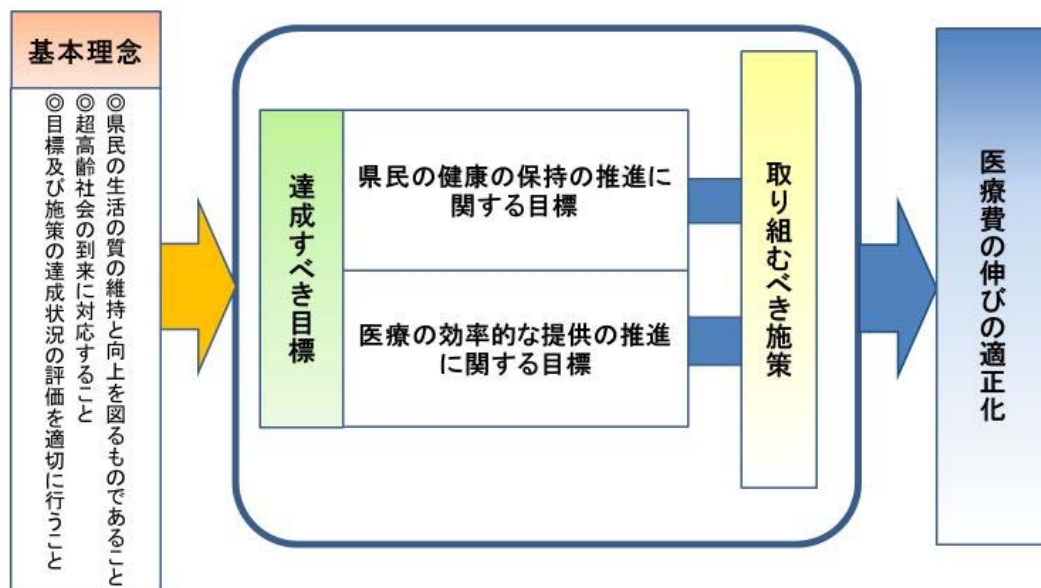 基本理念
◎県民の生活の質の維持と向上を図るものであること
◎超高齢社会の到来に対応すること
◎目標及び施策の達成状況の評価を適切に行うこと
達成すべき目標
県民の健康の保持の推進に
関する目標
医療の効率的な提供の推進
に関する目標
取り組むべき施策
医療費の伸びの適正化